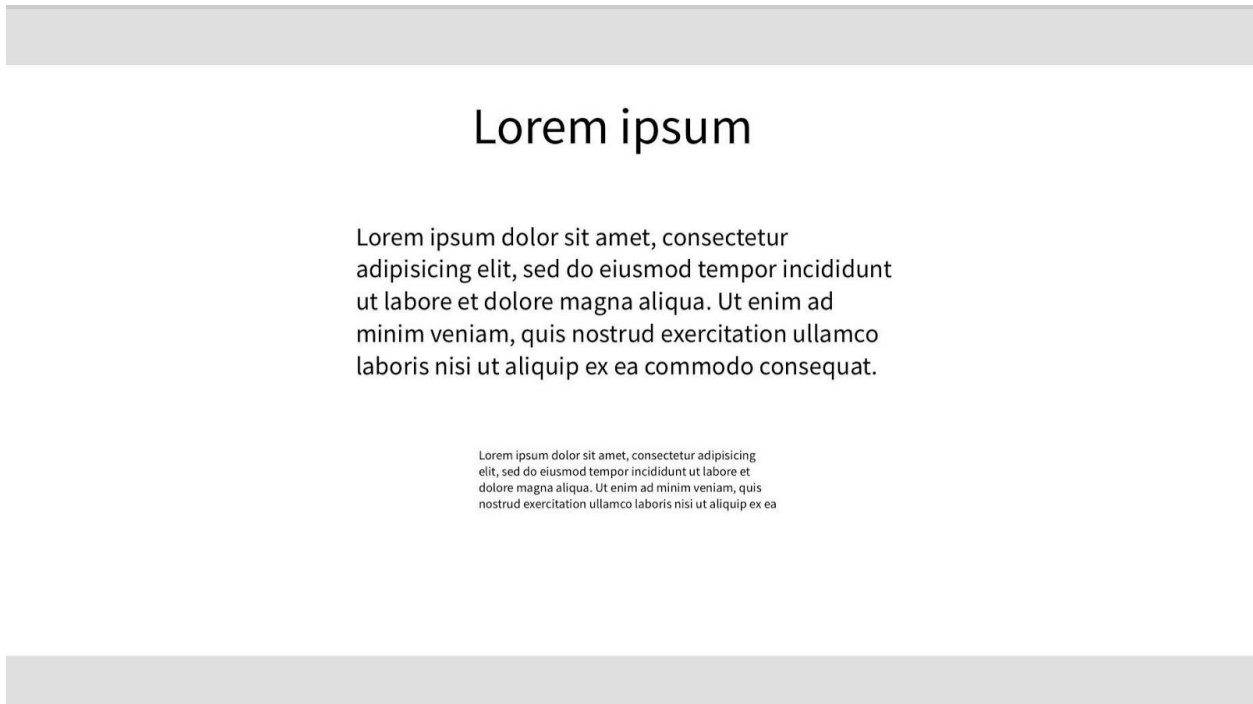 Lorem ipsum
Lorem ipsum dolor sit amet, consectetur
adipisicing elit, sed do eiusmod tempor incididunt
ut labore et dolore magna aliqua. Ut enim ad
minim veniam, quis nostrud exercitation ullamco
laboris nisi ut aliquip ex ea commodo consequat.
Lorem ipsum dolor sit amet, consectetur adipisicing
elit, sed do eiusmod tempor incididunt ut labore et
dolore magna aliqua. Ut enim ad minim veniam, quis
nostrud exercitation ullamco laboris nisi ut aliquip ex ea